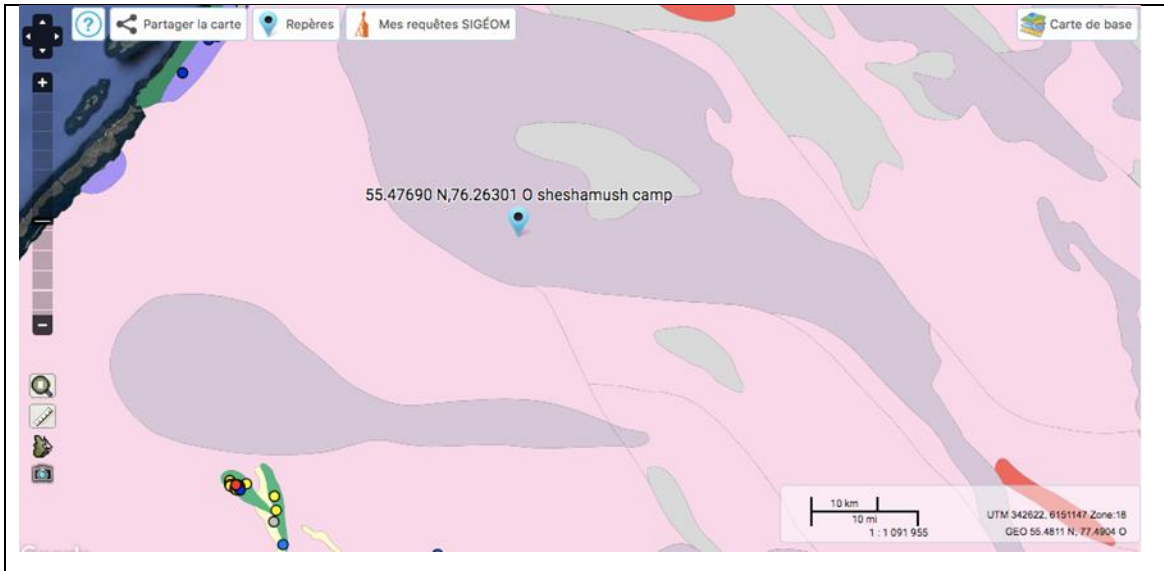 Partager la carte
Repères
Mes requêtes SIGÉOM
Carte de base
55.47690 N,76.26301 O sheshamush camp
10 km
10 mi
1 : 1 091 955
UTM 342622, 6151147 Zone:18
GEO 55.4811 N, 77.4904 O